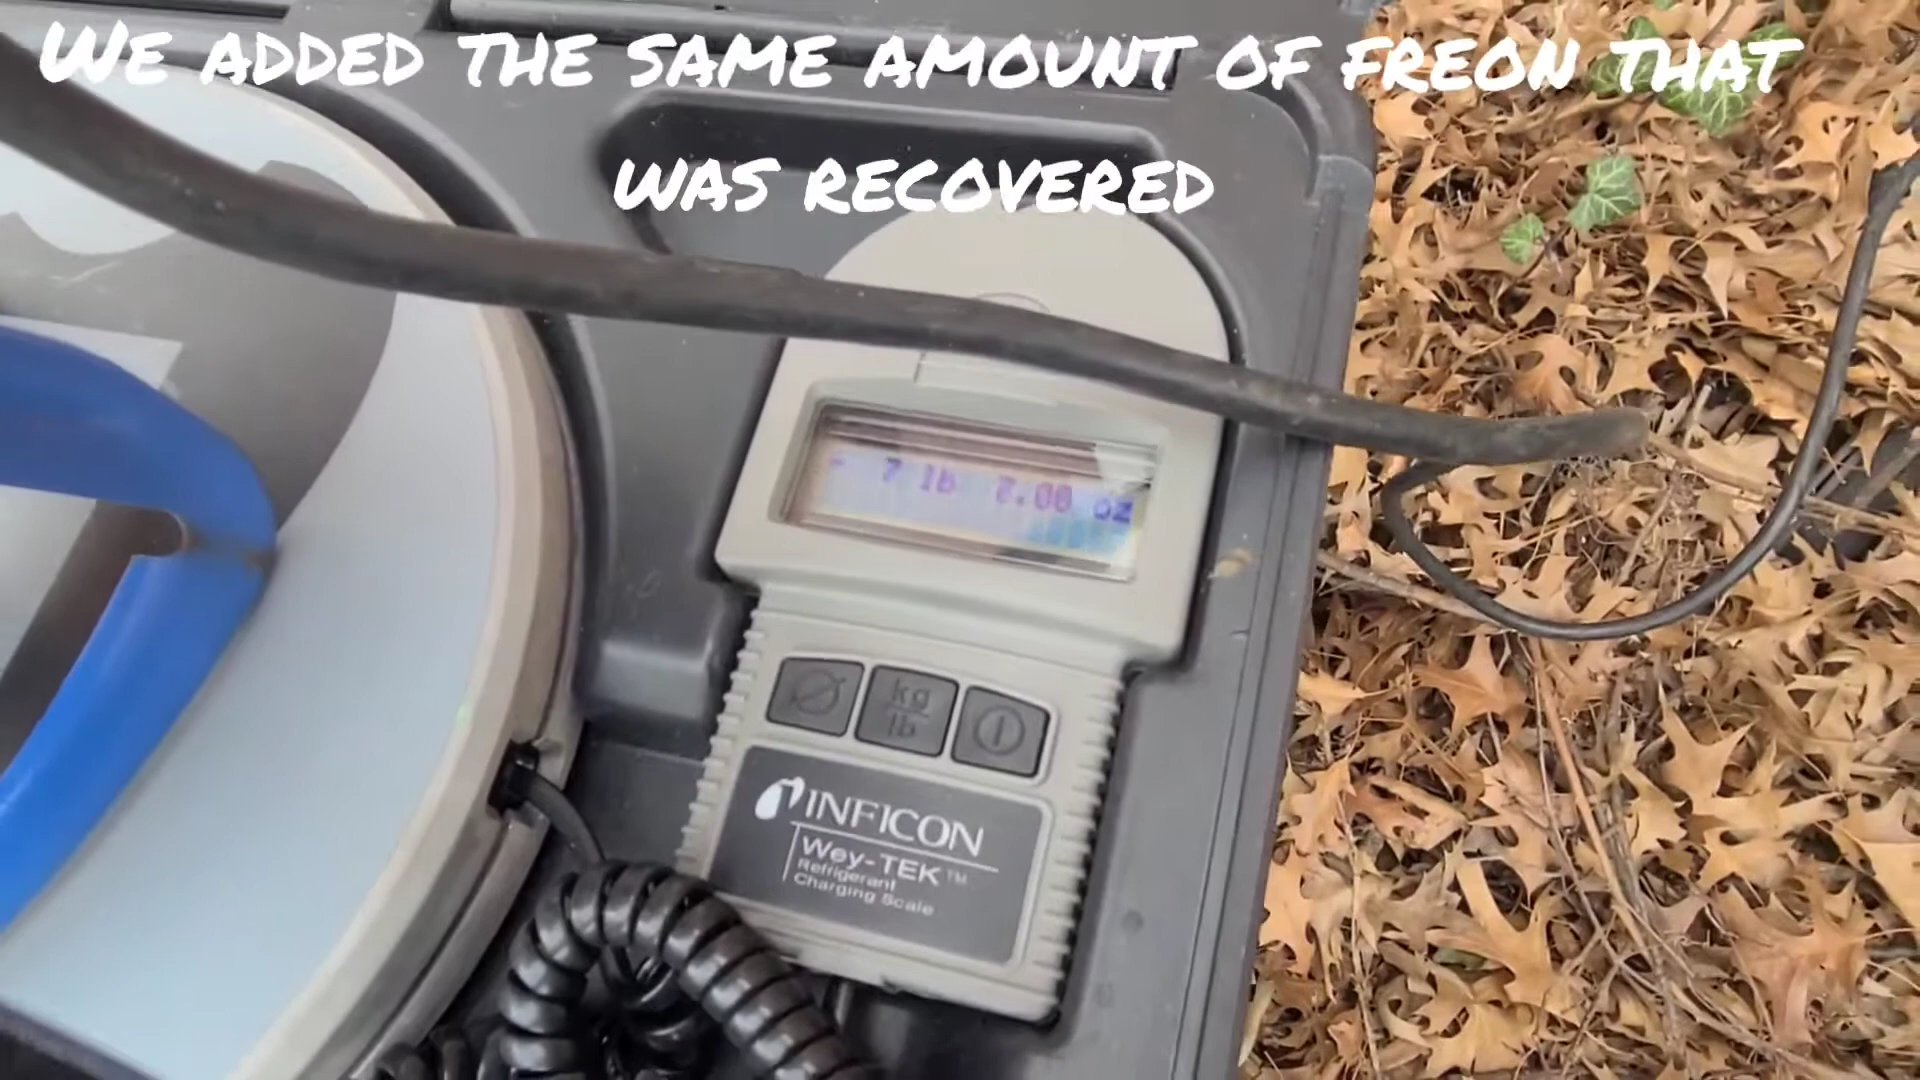 WE ADDED THE SAME AMOUNT OF FREON THAT
WAS RECOVERED
- 7 lb 2.00 oz
kg
lb
INFICON
Wey-TEK™
Refrigerant
Charging Scale